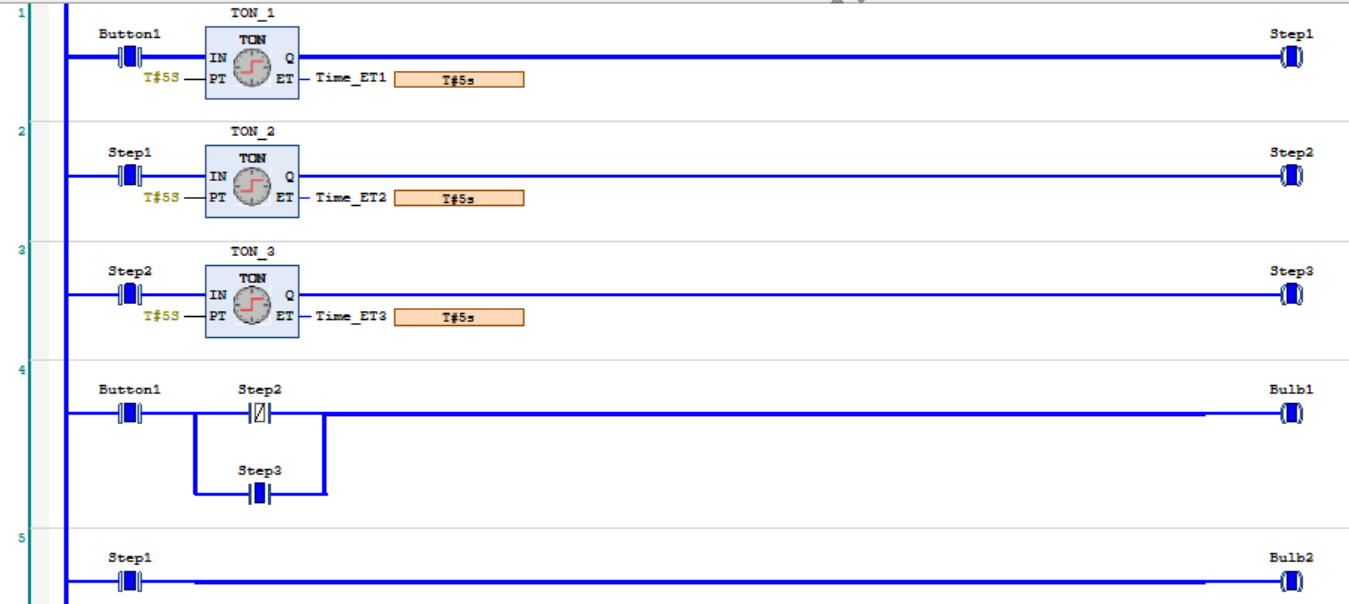 1
TON_1
Button1
TON
Step1
IN Q
T#5S PT ET Time_ET1 T#5s
2
TON_2
Step1
TON
Step2
IN Q
T#5S PT ET Time_ET2 T#5s
3
TON_3
Step2
TON
Step3
IN Q
T#5S PT ET Time_ET3 T#5s
4
Button1 Step2 Bulb1
Step3
5
Step1 Bulb2